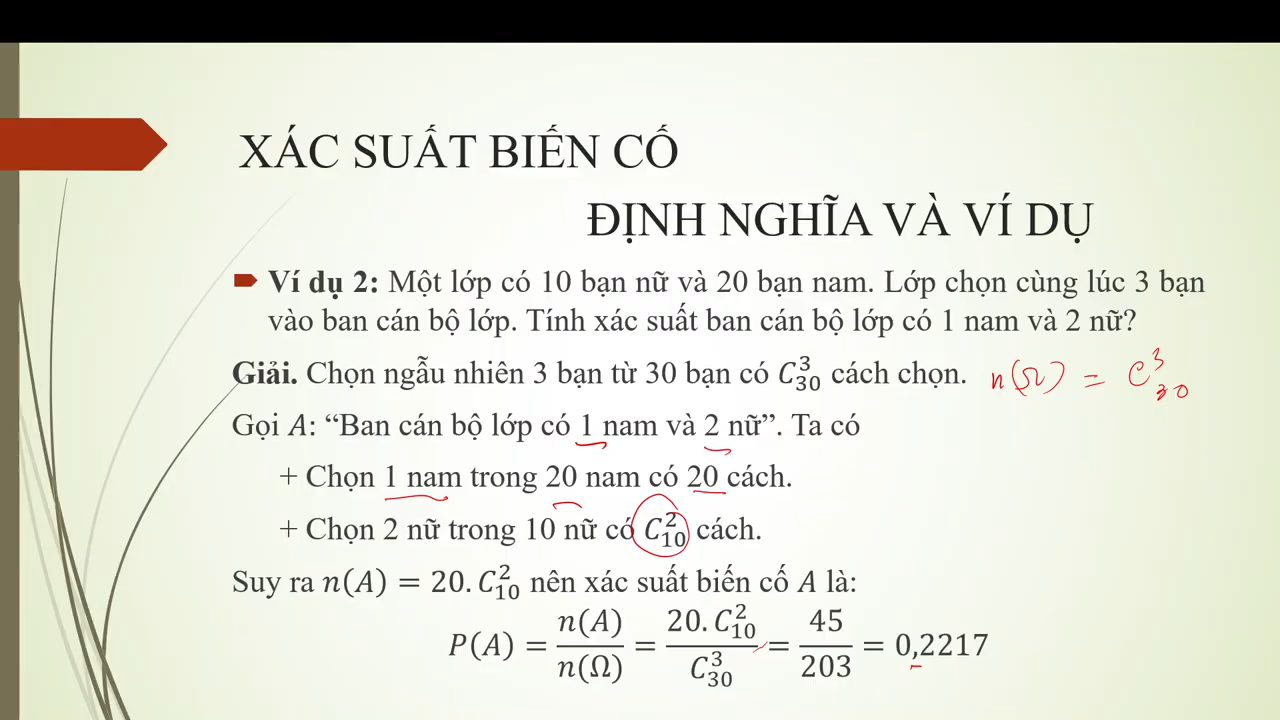 XÁC SUẤT BIẾN CỐ
ĐỊNH NGHĨA VÀ VÍ DỤ
Ví dụ 2: Một lớp có 10 bạn nữ và 20 bạn nam. Lớp chọn cùng lúc 3 bạn
vào ban cán bộ lớp. Tính xác suất ban cán bộ lớp có 1 nam và 2 nữ?
Giải. Chọn ngẫu nhiên 3 bạn từ 30 bạn có C³₃₀ cách chọn. n(Ω) = C³₃₀
Gọi A: “Ban cán bộ lớp có 1 nam và 2 nữ”. Ta có
+ Chọn 1 nam trong 20 nam có 20 cách.
+ Chọn 2 nữ trong 10 nữ có C²₁₀ cách.
Suy ra n(A) = 20. C²₁₀ nên xác suất biến cố A là:
P(A) = n(A)/n(Ω) = 20. C²₁₀/C³₃₀ = 45/203 = 0,2217